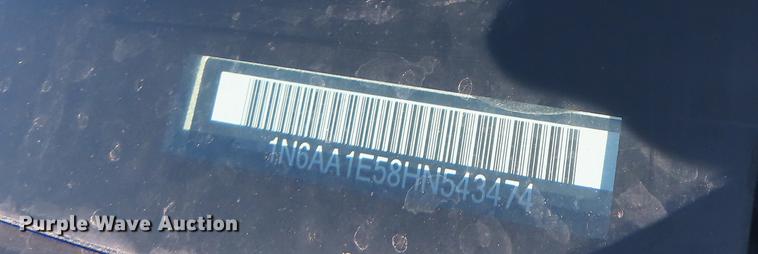 1N6AA1E58HN543474
Purple Wave Auction